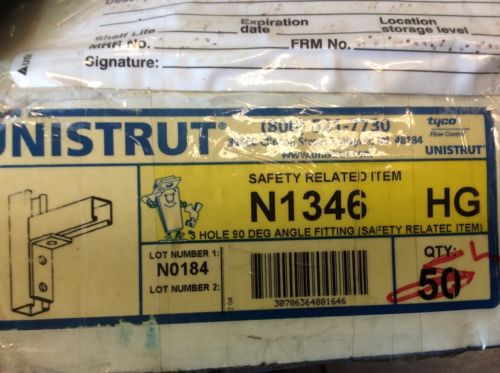 Expiration date
Location storage level
Shelf Life
MRR No.
FRM No.
Signature:
UNISTRUT®
tyco
Flow Control
UNISTRUT
48184
SAFETY RELATED ITEM
N1346 HG
3 HOLE 90 DEG ANGLE FITTING (SAFETY RELATED ITEM)
LOT NUMBER 1:
N0184
LOT NUMBER 2:
QTY:
50
30786364881646